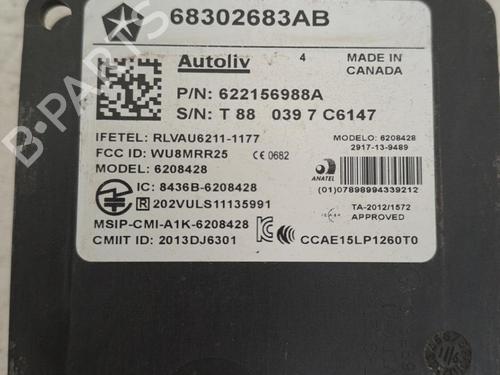 68302683AB
Autoliv
4
MADE IN
CANADA
P/N: 622156988A
S/N: T 88 039 7 C6147
IFETEL: RLVAU6211-1177
FCC ID: WU8MRR25 CE 0682
MODEL: 6208428
MODELO: 6208428
2917-13-9489
ANATEL
(01)07898994339212
IC: 8436B-6208428
R 202VULS11135991
TA-2012/1572
APPROVED
MSIP-CMI-A1K-6208428
CMIIT ID: 2013DJ6301
CCAE15LP1260T0
B-PARTS